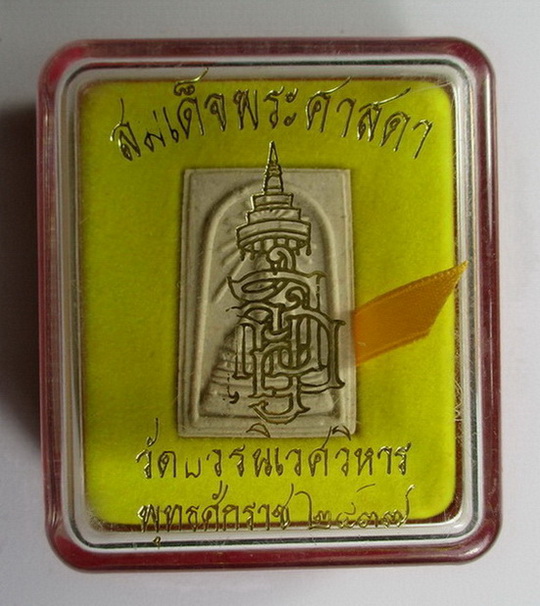 สมเด็จพระศาสดา
วัดบวรนิเวศวิหาร
พุทธศักราช ๒๕๓๗